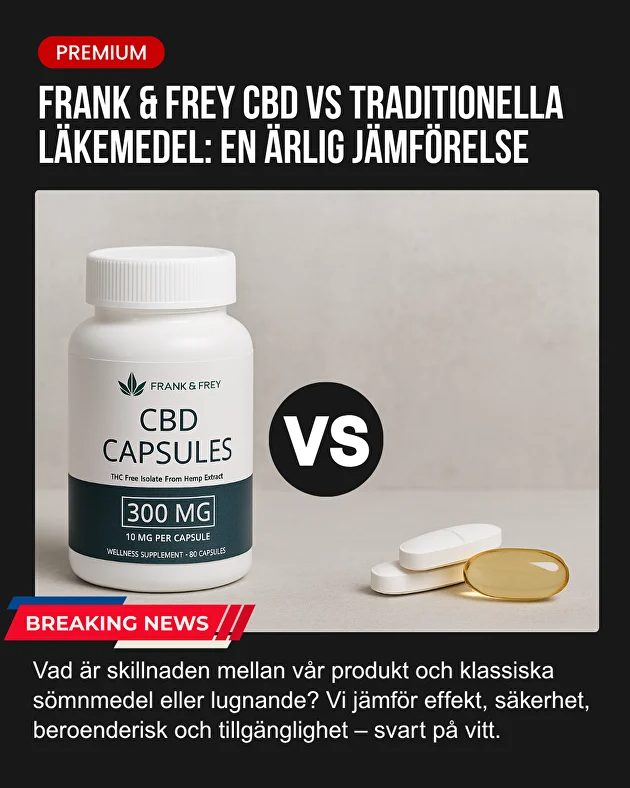 PREMIUM
FRANK & FREY CBD VS TRADITIONELLA
LÄKEMEDEL: EN ÄRLIG JÄMFÖRELSE
FRANK & FREY
CBD
CAPSULES
THC Free Isolate From Hemp Extract
300 MG
10 MG PER CAPSULE
WELLNESS SUPPLEMENT • 80 CAPSULES
VS
BREAKING NEWS
Vad är skillnaden mellan vår produkt och klassiska
sömnmedel eller lugnande? Vi jämför effekt, säkerhet,
beroenderisk och tillgänglighet – svart på vitt.